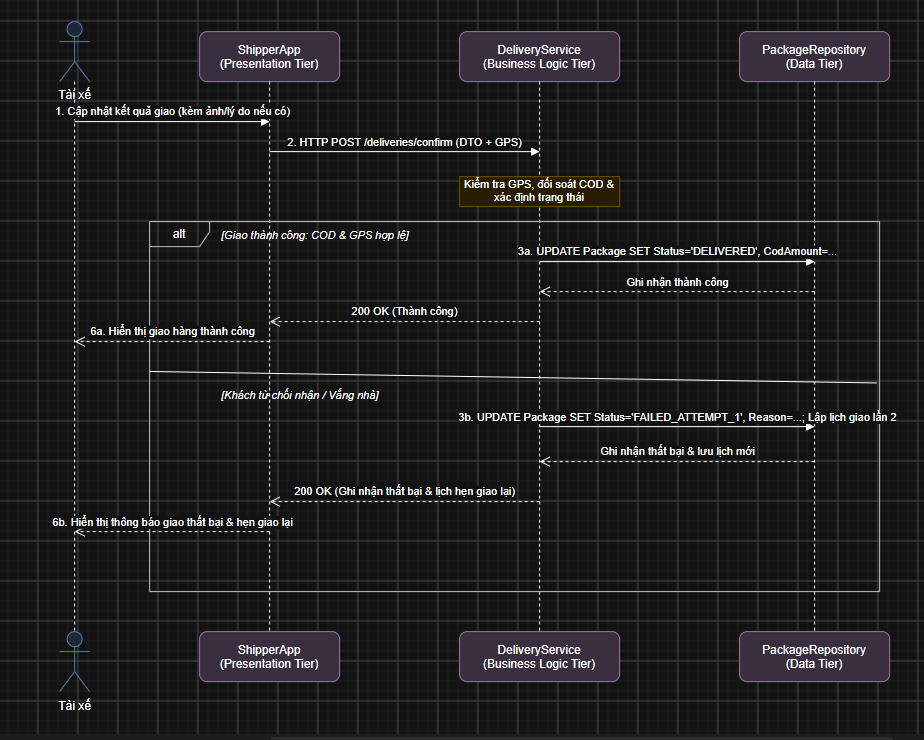 ShipperApp
(Presentation Tier)
DeliveryService
(Business Logic Tier)
PackageRepository
(Data Tier)
Tài xế
1. Cập nhật kết quả giao (kèm ảnh/lý do nếu có)
2. HTTP POST /deliveries/confirm (DTO + GPS)
Kiểm tra GPS, đối soát COD &
xác định trạng thái
alt
[Giao thành công: COD & GPS hợp lệ]
3a. UPDATE Package SET Status='DELIVERED', CodAmount=...
Ghi nhận thành công
200 OK (Thành công)
6a. Hiển thị giao hàng thành công
[Khách từ chối nhận / Vắng nhà]
3b. UPDATE Package SET Status='FAILED_ATTEMPT_1', Reason=...; Lập lịch giao lần 2
Ghi nhận thất bại & lưu lịch mới
200 OK (Ghi nhận thất bại & lịch hẹn giao lại)
6b. Hiển thị thông báo giao thất bại & hẹn giao lại
ShipperApp
(Presentation Tier)
DeliveryService
(Business Logic Tier)
PackageRepository
(Data Tier)
Tài xế